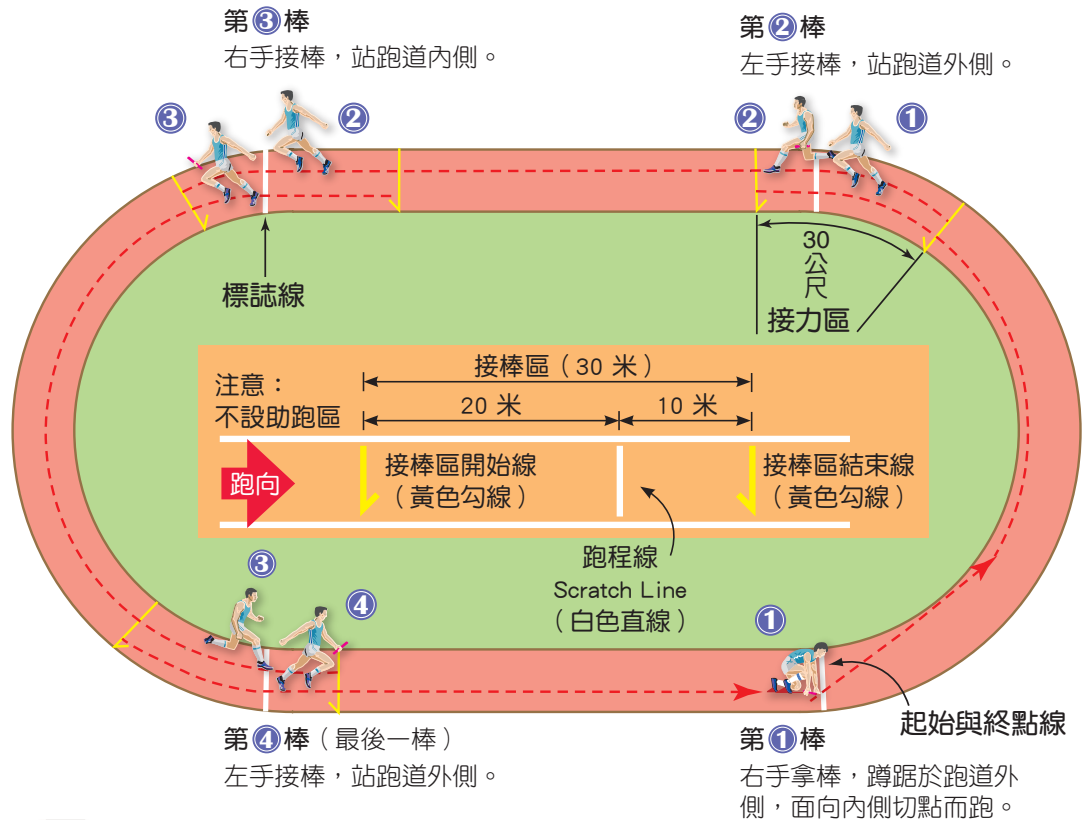 第3棒
右手接棒，站跑道內側。
第2棒
左手接棒，站跑道外側。
3
2
2
1
標誌線
30
公
尺
接力區
注意：
不設助跑區
接棒區（30 米）
20 米
10 米
跑向
接棒區開始線
（黃色勾線）
接棒區結束線
（黃色勾線）
跑程線
Scratch Line
（白色直線）
3
4
1
起始與終點線
第4棒（最後一棒）
左手接棒，站跑道外側。
第1棒
右手拿棒，蹲踞於跑道外
側，面向內側切點而跑。